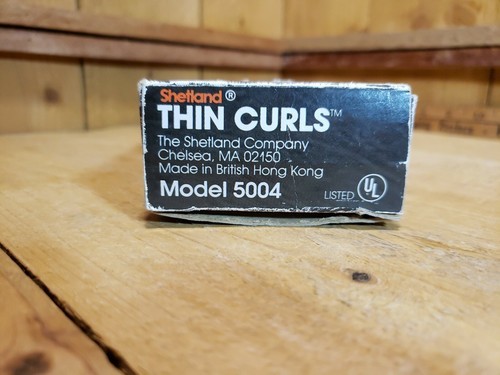 Shetland®
THIN CURLS™
The Shetland Company
Chelsea, MA 02150
Made in British Hong Kong
Model 5004
LISTED UL